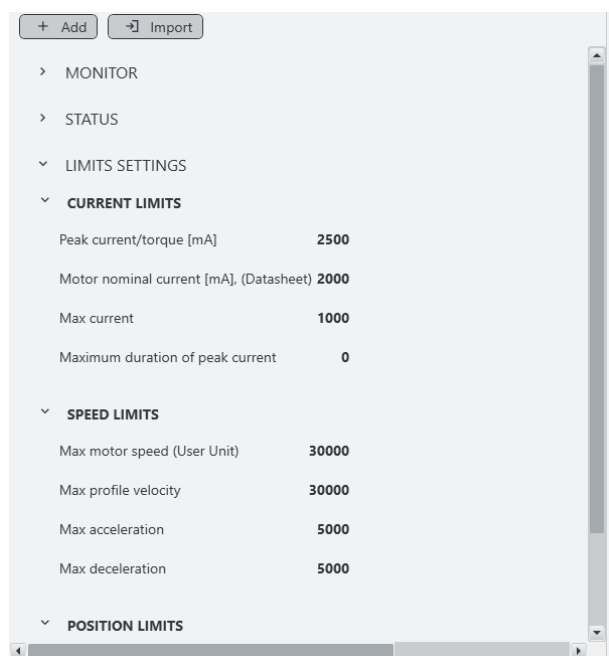 + Add Import
MONITOR
STATUS
LIMITS SETTINGS
CURRENT LIMITS
Peak current/torque [mA] 2500
Motor nominal current [mA], (Datasheet) 2000
Max current 1000
Maximum duration of peak current 0
SPEED LIMITS
Max motor speed (User Unit) 30000
Max profile velocity 30000
Max acceleration 5000
Max deceleration 5000
POSITION LIMITS